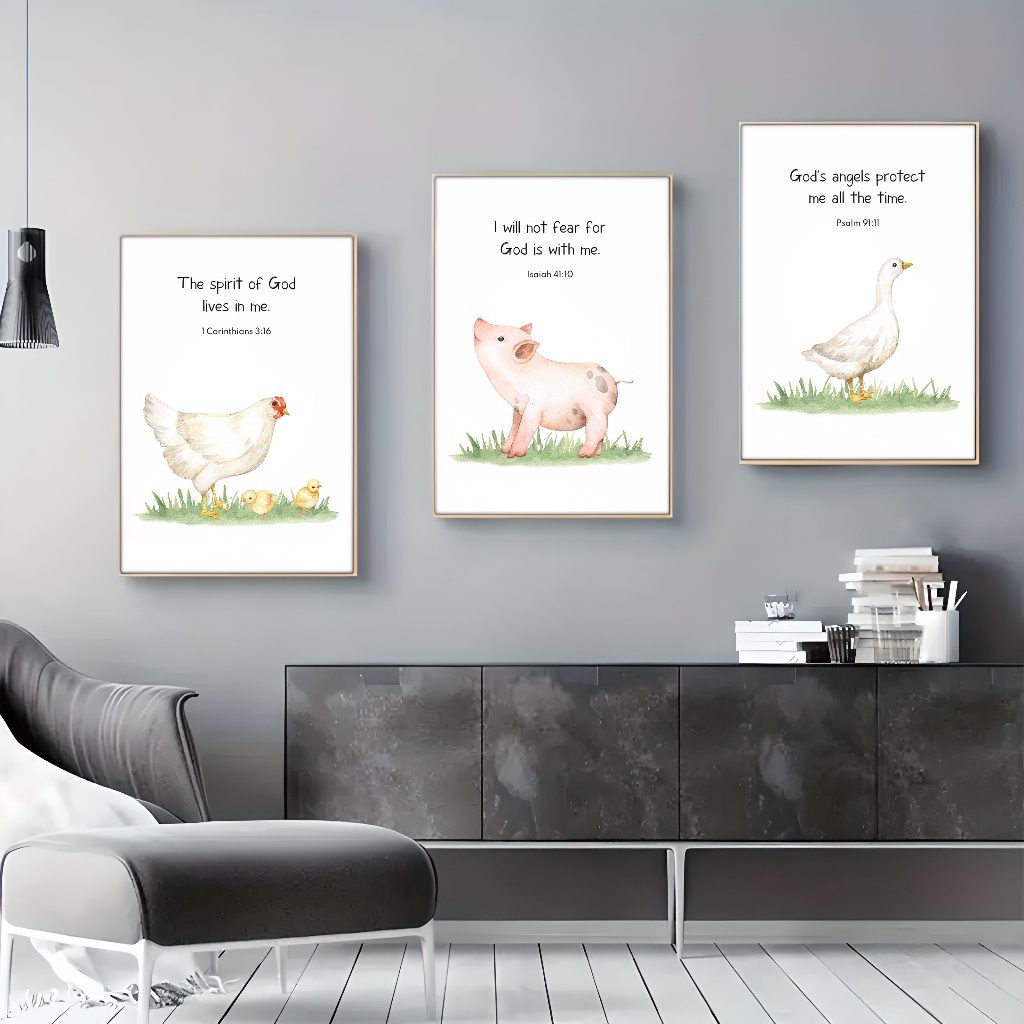 The spirit of God
lives in me.
1 Corinthians 3:16
I will not fear for
God is with me.
Isaiah 41:10
God's angels protect
me all the time.
Psalm 91:11